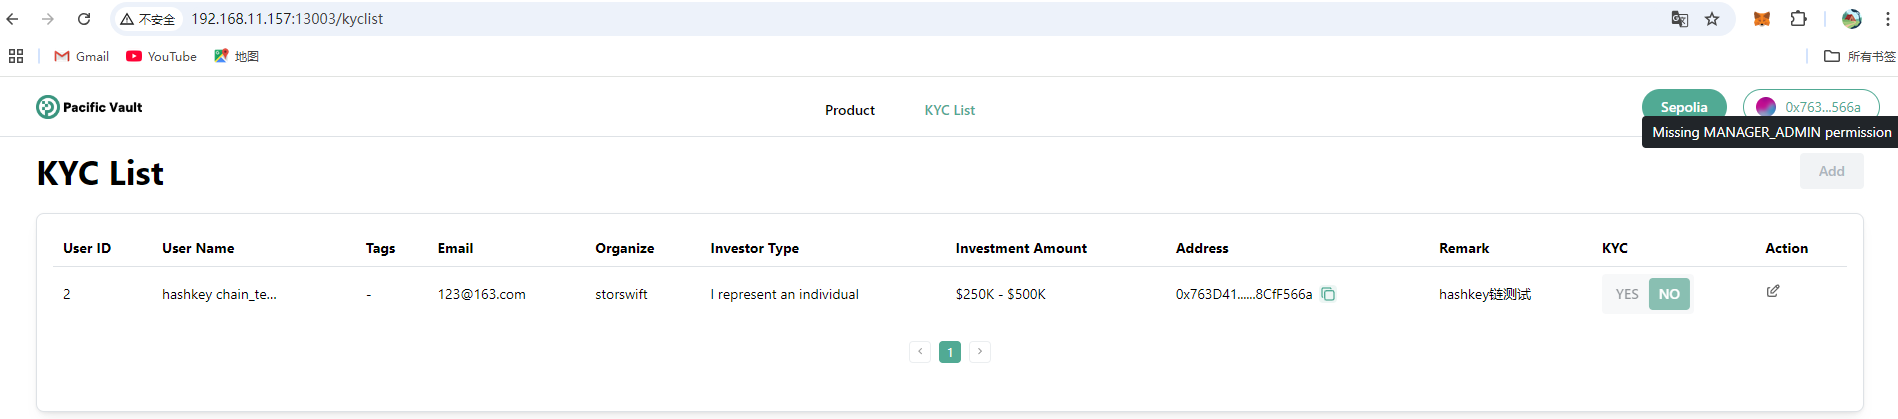 不安全 192.168.11.157:13003/kyclist
Gmail YouTube 地图 所有书签
Pacific Vault Product KYC List Sepolia 0x763...566a
Missing MANAGER_ADMIN permission
KYC List Add
User ID User Name Tags Email Organize Investor Type Investment Amount Address Remark KYC Action
2 hashkey chain_te... - 123@163.com storswift I represent an individual $250K - $500K 0x763D41......8CfF566a hashkey链测试 YES NO
1